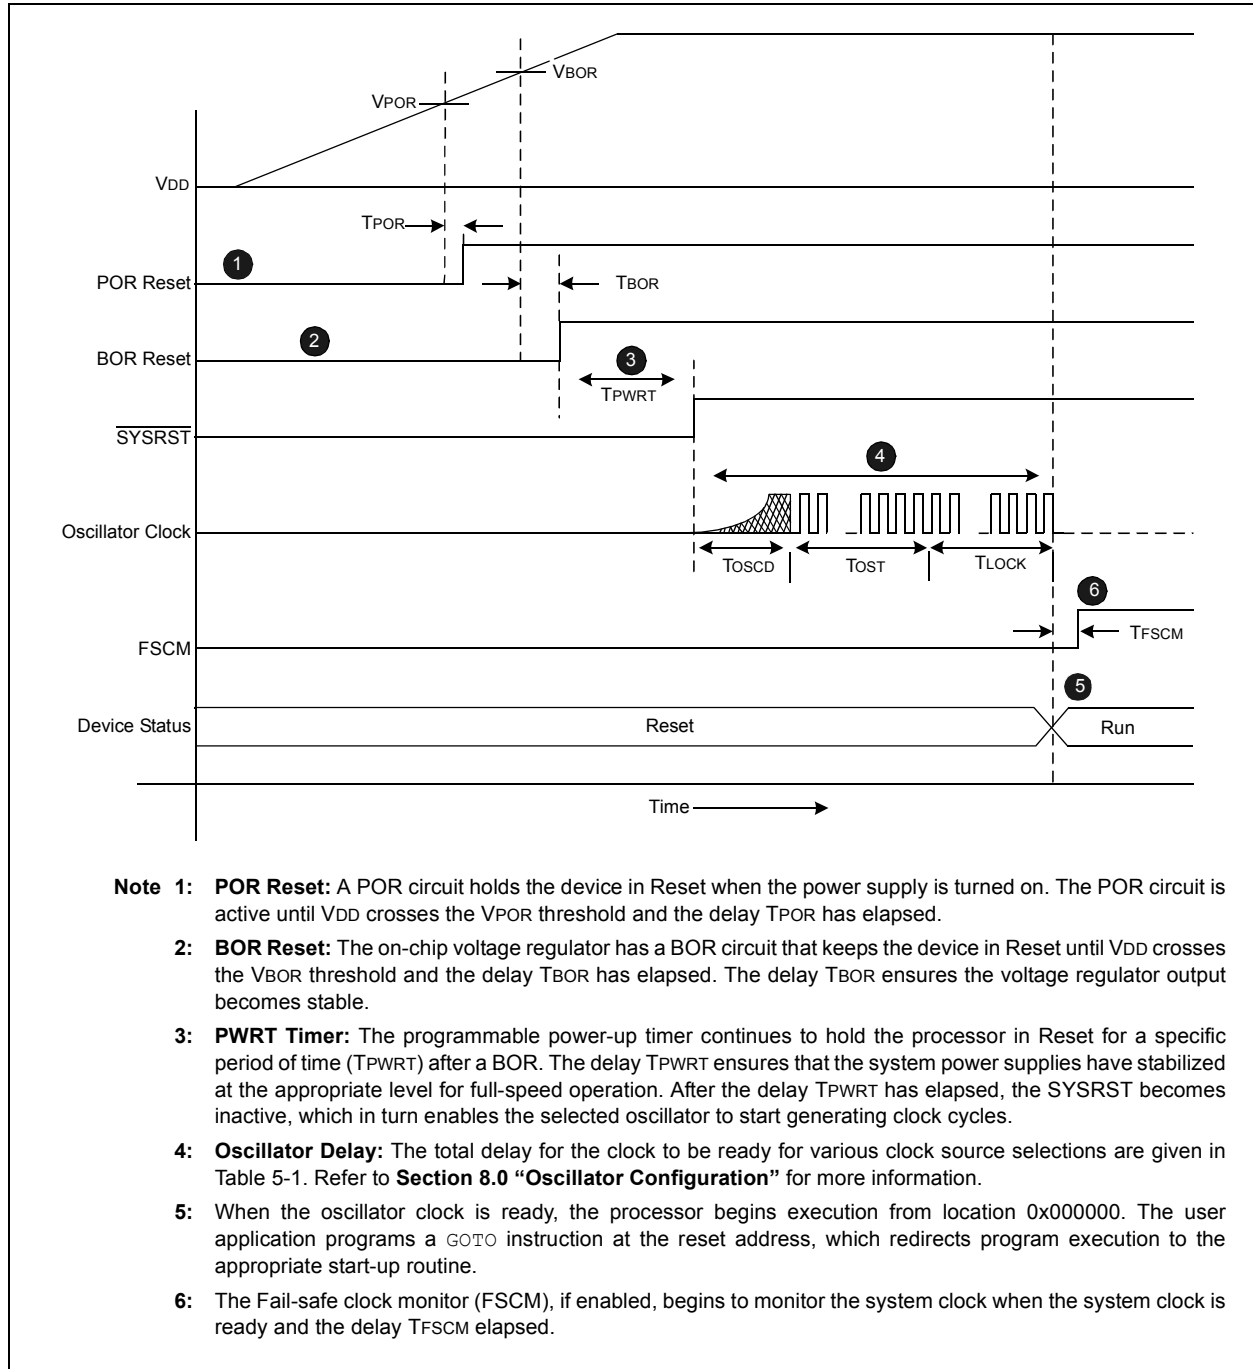 VBOR
VPOR
VDD
TPOR
1
POR Reset
TBOR
2
BOR Reset
3
TPWRT
SYSRST
4
Oscillator Clock
TOSCD
TOST
TLOCK
6
TFSCM
FSCM
5
Device Status
Reset
Run
Time
Note 1: POR Reset: A POR circuit holds the device in Reset when the power supply is turned on. The POR circuit is
active until VDD crosses the VPOR threshold and the delay TPOR has elapsed.
2: BOR Reset: The on-chip voltage regulator has a BOR circuit that keeps the device in Reset until VDD crosses
the VBOR threshold and the delay TBOR has elapsed. The delay TBOR ensures the voltage regulator output
becomes stable.
3: PWRT Timer: The programmable power-up timer continues to hold the processor in Reset for a specific
period of time (TPWRT) after a BOR. The delay TPWRT ensures that the system power supplies have stabilized
at the appropriate level for full-speed operation. After the delay TPWRT has elapsed, the SYSRST becomes
inactive, which in turn enables the selected oscillator to start generating clock cycles.
4: Oscillator Delay: The total delay for the clock to be ready for various clock source selections are given in
Table 5-1. Refer to Section 8.0 “Oscillator Configuration” for more information.
5: When the oscillator clock is ready, the processor begins execution from location 0x000000. The user
application programs a GOTO instruction at the reset address, which redirects program execution to the
appropriate start-up routine.
6: The Fail-safe clock monitor (FSCM), if enabled, begins to monitor the system clock when the system clock is
ready and the delay TFSCM elapsed.